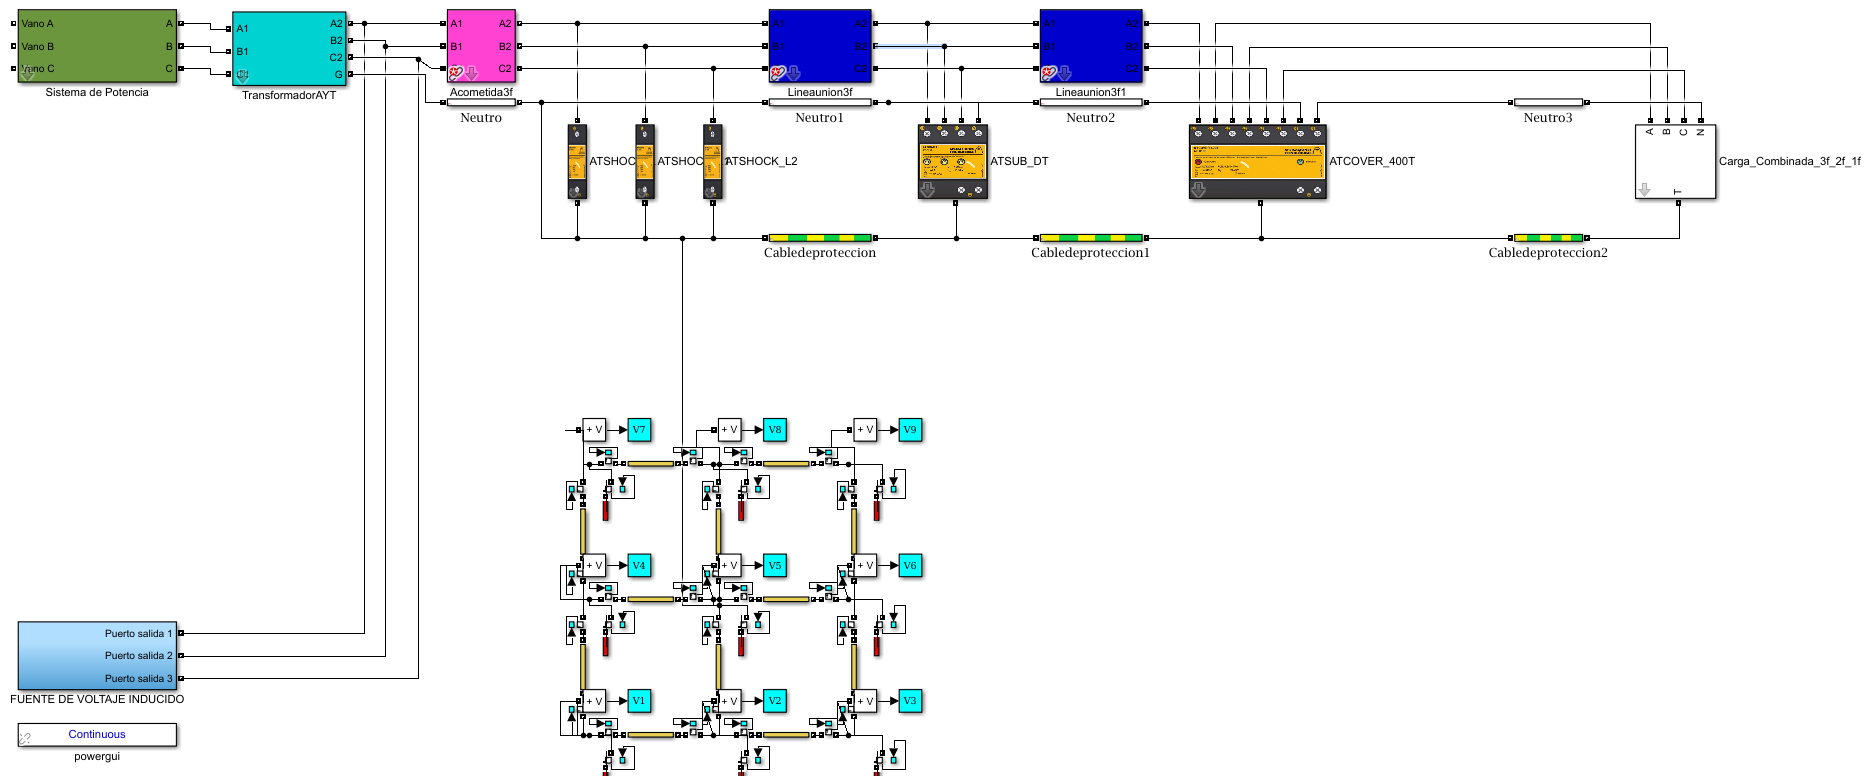 Vano A
A
Vano B
B
Vano C
C
Sistema de Potencia
A1
A2
B1
B2
C1
C2
G
TransformadorAYT
A1
A2
B1
B2
C2
Acometida3f
Neutro
A1
A2
B1
B2
C2
Lineaunion3f
Neutro1
A1
A2
B1
B2
C2
Lineaunion3f1
Neutro2
Neutro3
ATSHOC
ATSHOC
ATSHOCK_L2
ATSUB_DT
ATCOVER_400T
A
B
C
N
T
Carga_Combinada_3f_2f_1f
Cabledeproteccion
Cabledeproteccion1
Cabledeproteccion2
+ V
V7
+ V
V8
+ V
V9
+ V
V4
+ V
V5
+ V
V6
+ V
V1
+ V
V2
+ V
V3
Puerto salida 1
Puerto salida 2
Puerto salida 3
FUENTE DE VOLTAJE INDUCIDO
Continuous
powergui